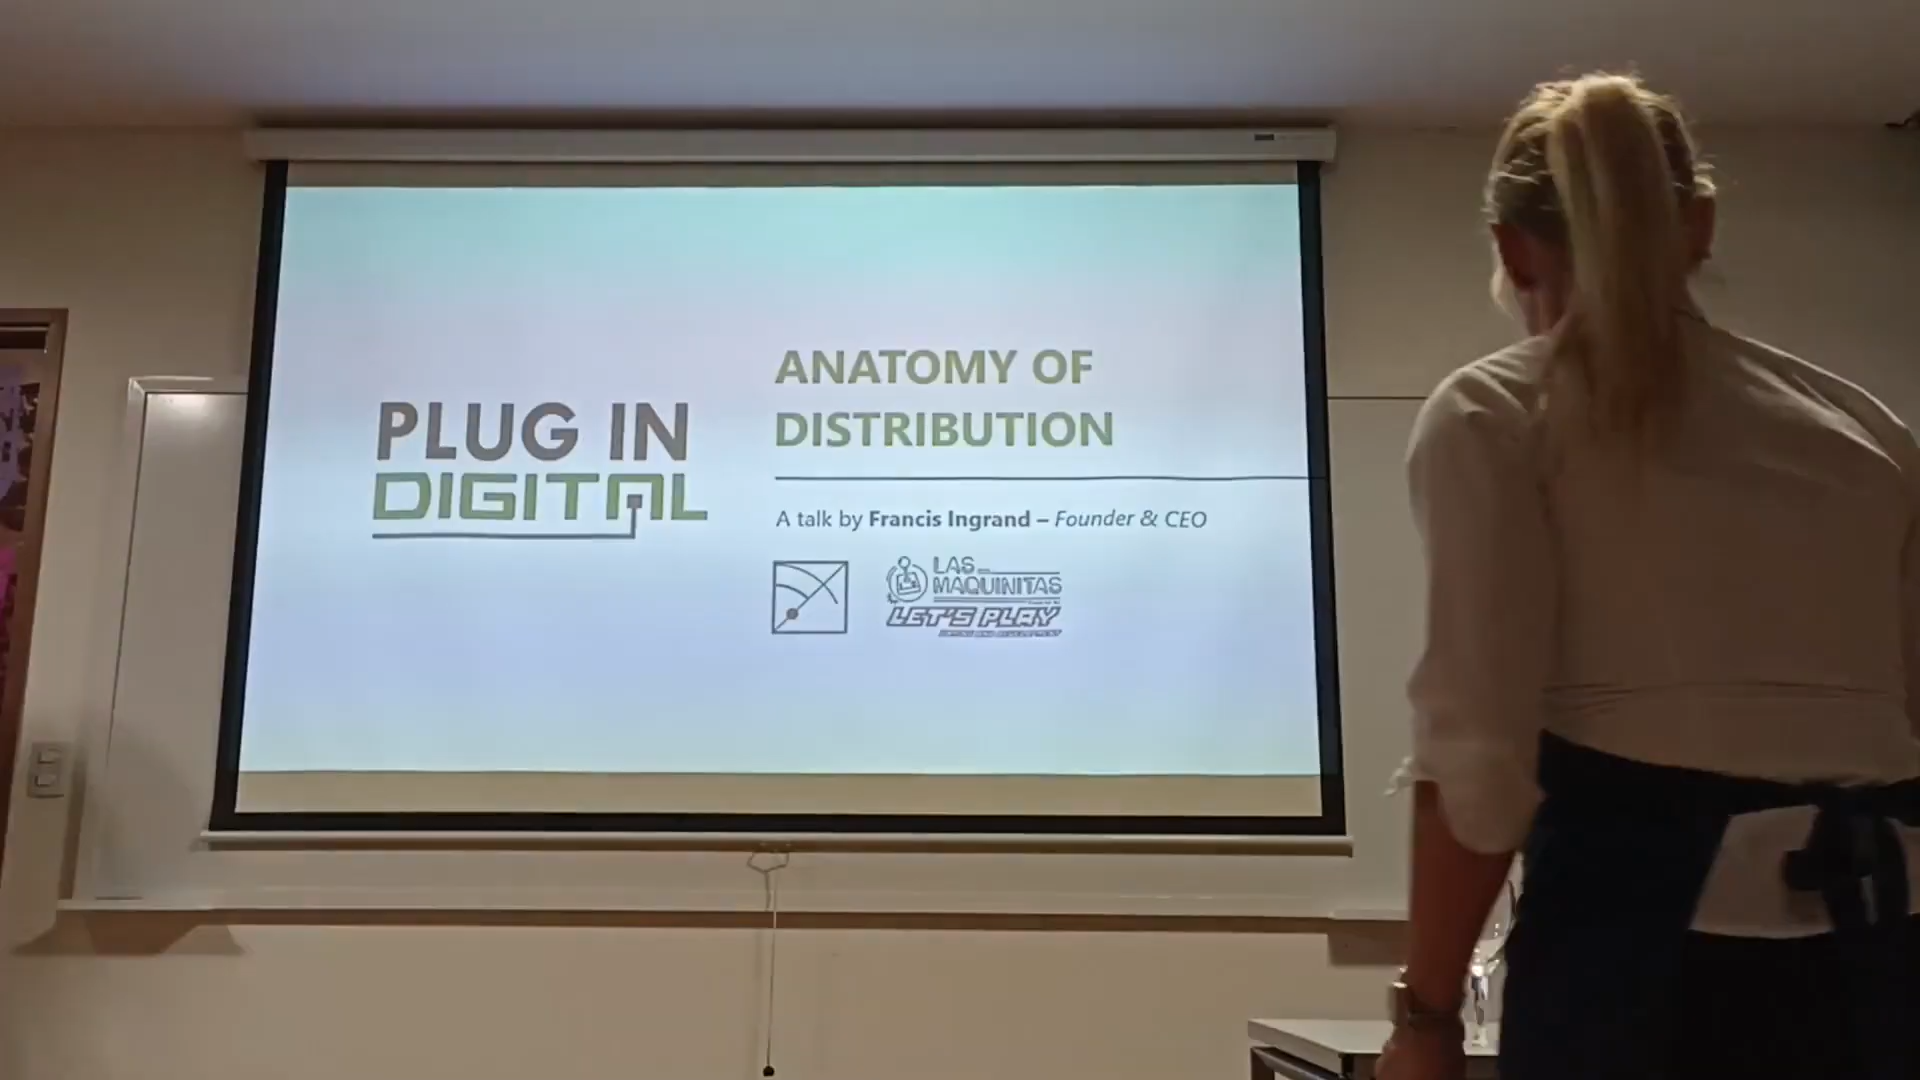 PLUG IN
DIGITAL
ANATOMY OF
DISTRIBUTION
A talk by Francis Ingrand – Founder & CEO
LAS
MAQUINITAS
LET'S PLAY